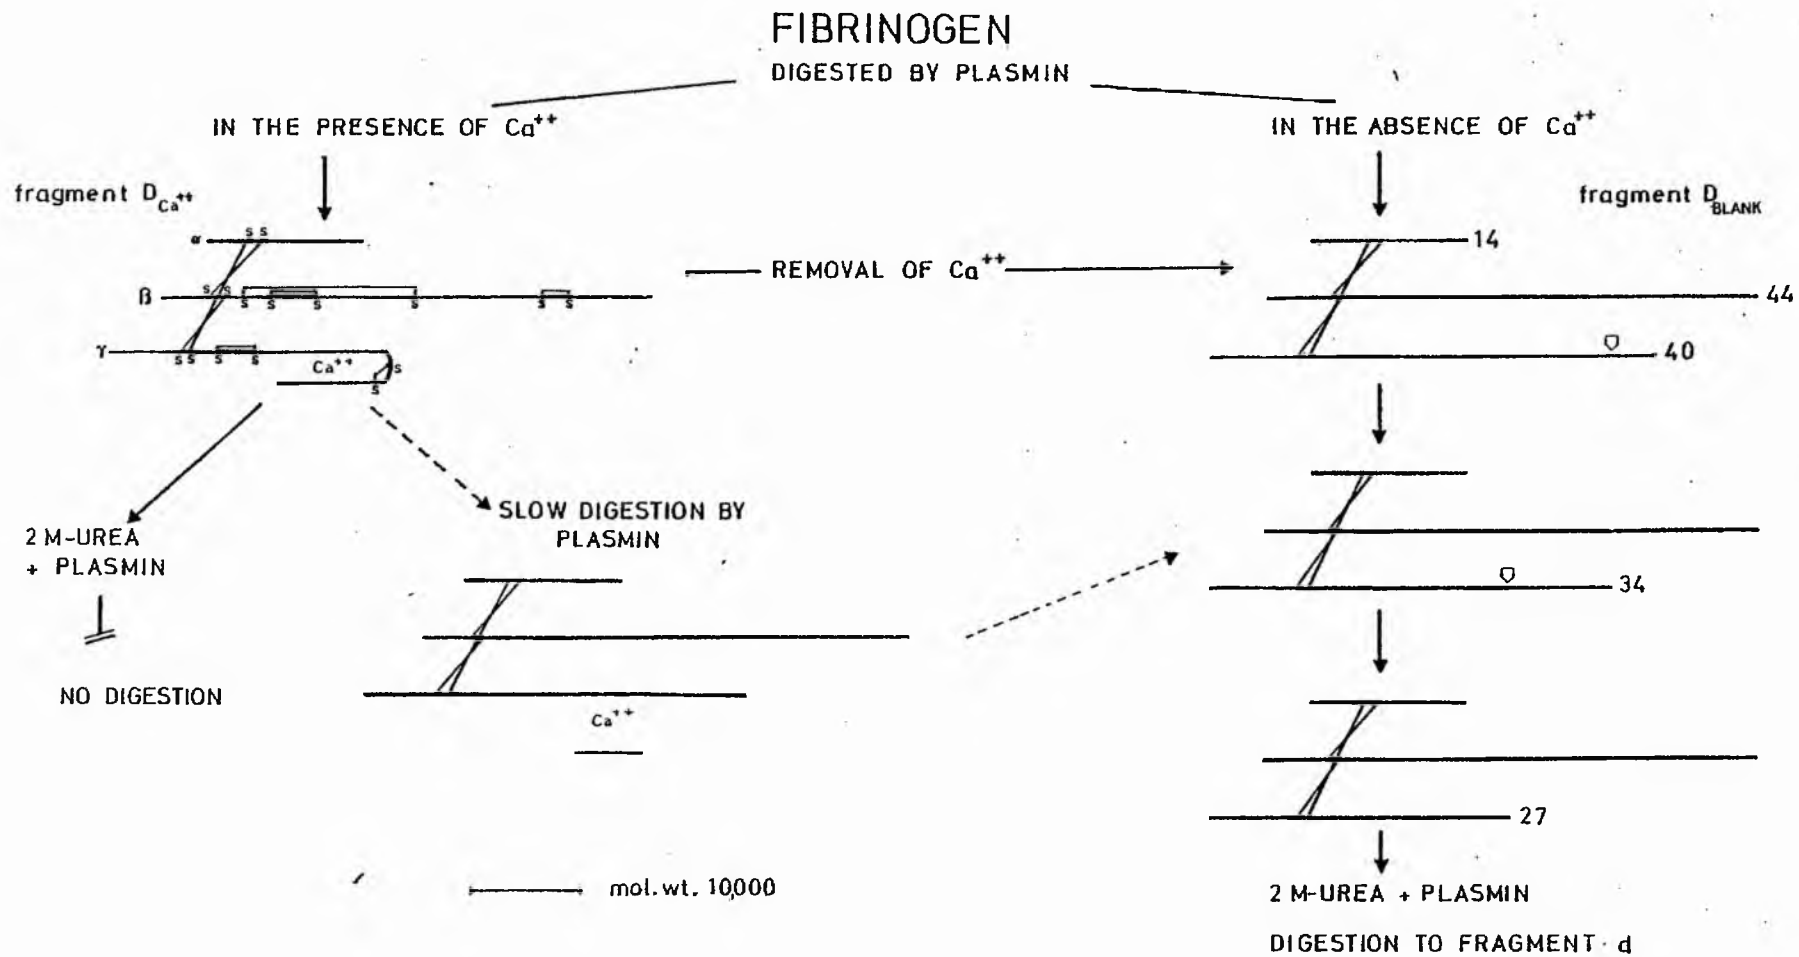 FIBRINOGEN
DIGESTED BY PLASMIN
IN THE PRESENCE OF Ca⁺⁺
IN THE ABSENCE OF Ca⁺⁺
fragment D Ca⁺⁺
fragment D BLANK
α
s s
14
REMOVAL OF Ca⁺⁺
β
s s
s s s s s s
44
γ
s s s s
Ca⁺⁺
s
s
40
2 M-UREA
+ PLASMIN
SLOW DIGESTION BY
PLASMIN
34
NO DIGESTION
Ca⁺⁺
27
mol.wt. 10,000
2 M-UREA + PLASMIN
DIGESTION TO FRAGMENT d